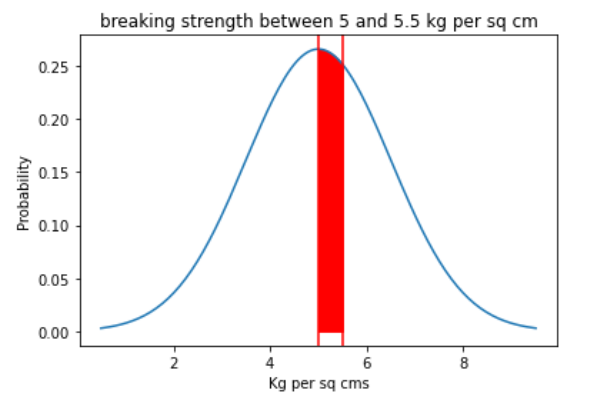 breaking strength between 5 and 5.5 kg per sq cm
0.25
0.20
0.15
0.10
0.05
0.00
Probability
2 4 6 8
Kg per sq cms